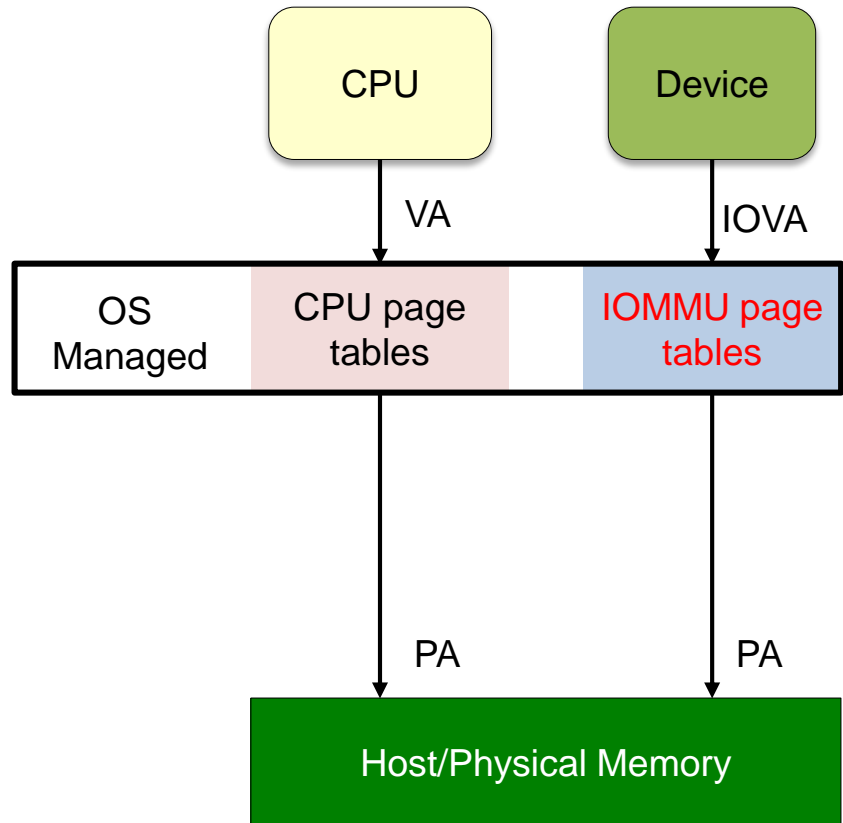 CPU
Device
VA
IOVA
OS
Managed
CPU page
tables
IOMMU page
tables
PA
PA
Host/Physical Memory